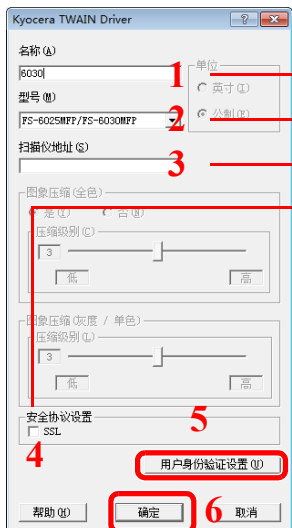 Kyocera TWAIN Driver
名称(A)
6030
1
单位
英寸(I)
公制(E)
型号(M)
FS-6025MFP/FS-6030MFP
2
扫描仪地址(S)
3
图象压缩(全色)
是(Y)
否(N)
压缩级别(C)
3
低
高
图象压缩(灰度 / 单色)
压缩级别(L)
3
低
高
安全协议设置
SSL
4
5
用户身份验证设置(U)
帮助(H)
确定
6
取消